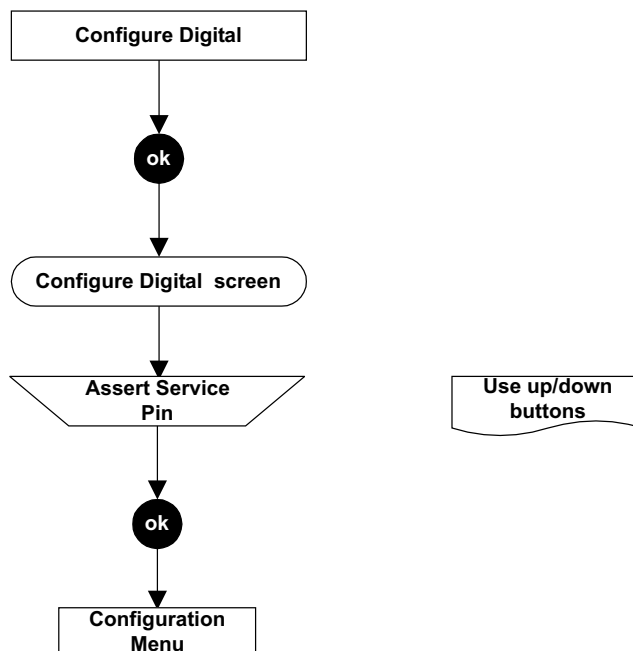 Configure Digital
ok
Configure Digital screen
Assert Service
Pin
Use up/down
buttons
ok
Configuration
Menu